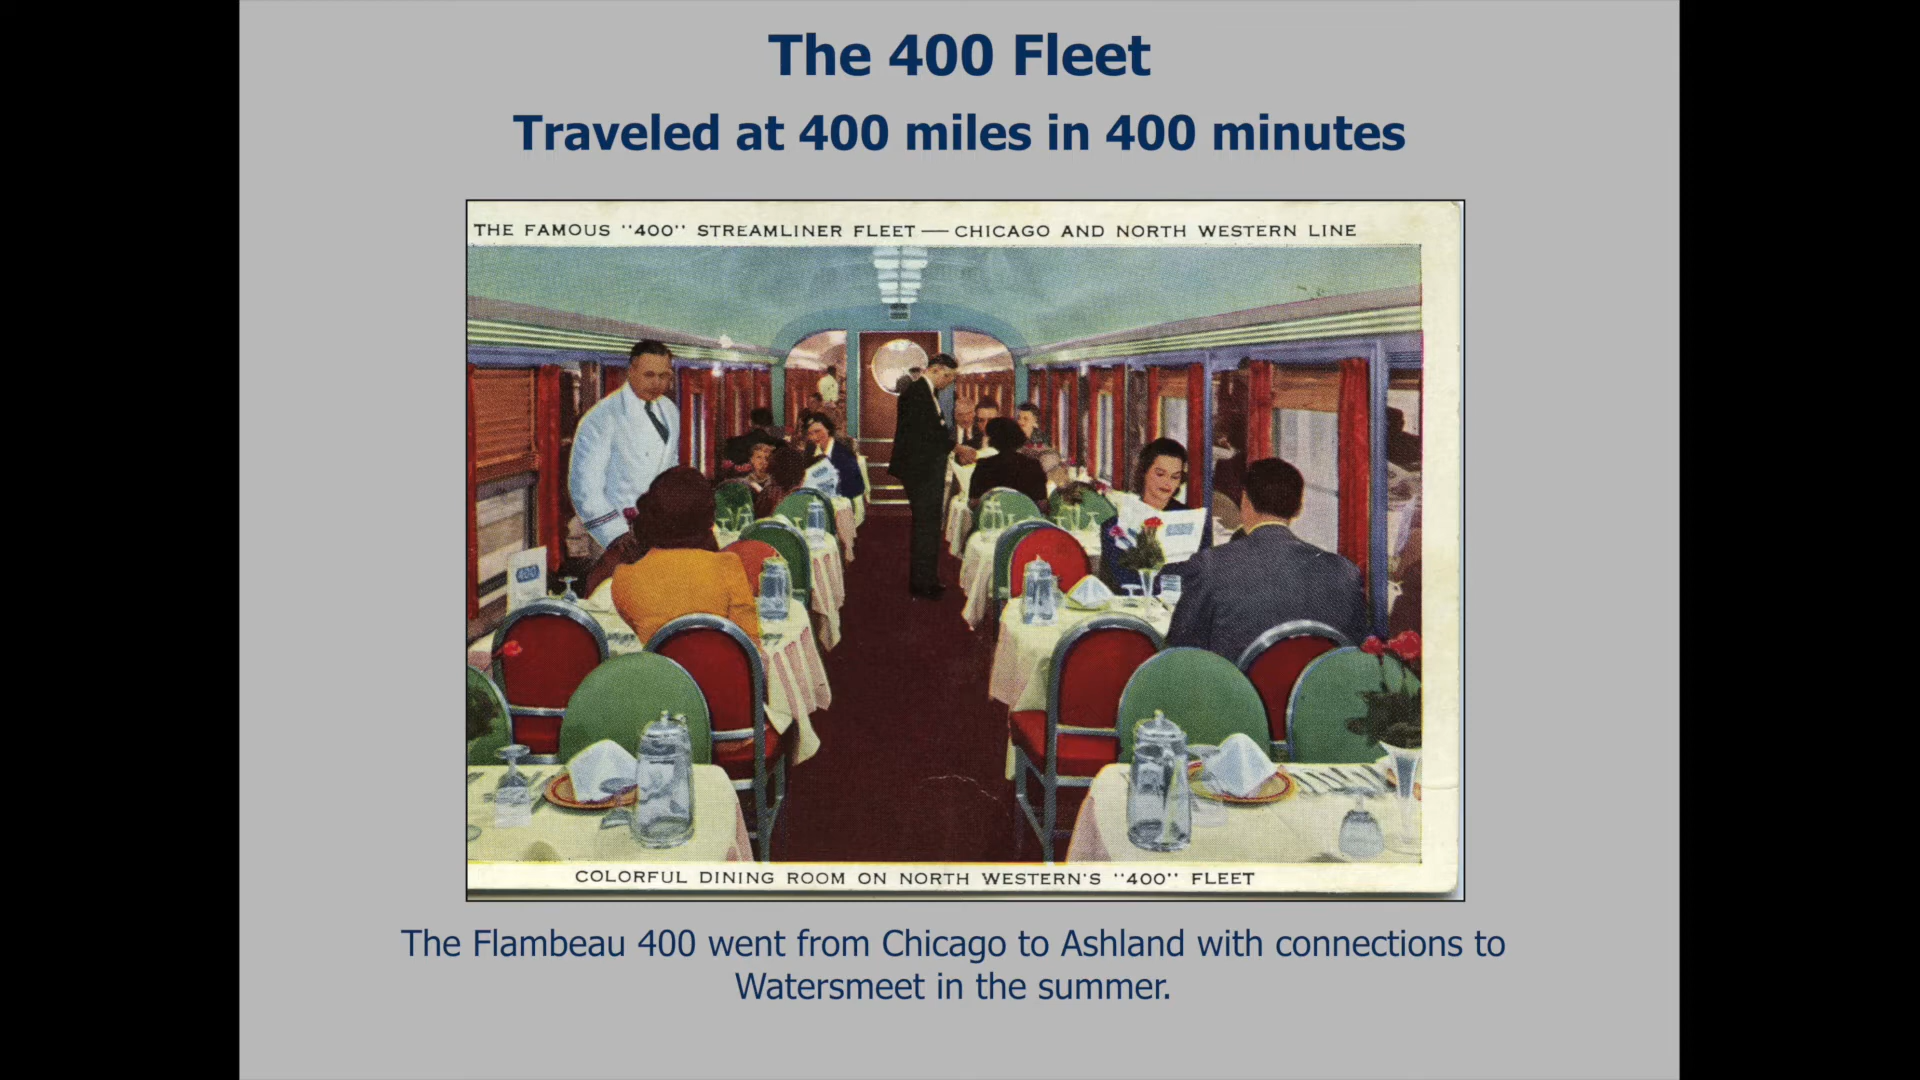 The 400 Fleet
Traveled at 400 miles in 400 minutes
THE FAMOUS "400" STREAMLINER FLEET — CHICAGO AND NORTH WESTERN LINE
400
COLORFUL DINING ROOM ON NORTH WESTERN'S "400" FLEET
The Flambeau 400 went from Chicago to Ashland with connections to
Watersmeet in the summer.